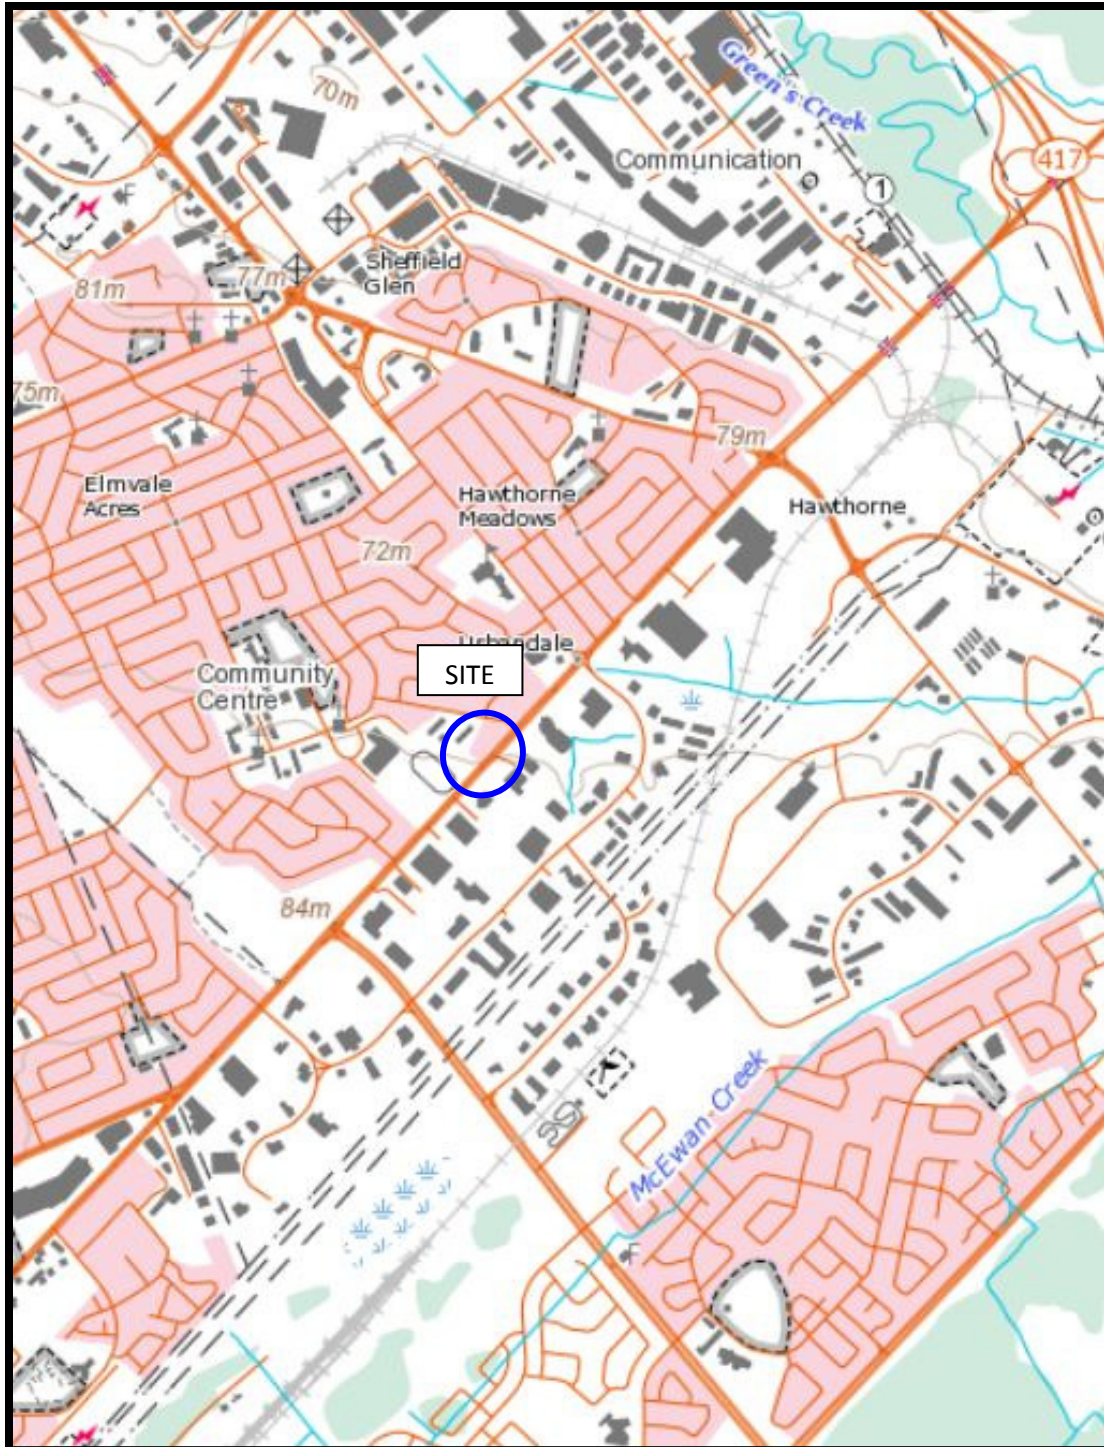 70m
Green's Creek
Communication
417
1
F
Sheffield
Glen
77m
81m
75m
79m
Elmvale
Acres
Hawthorne
Meadows
Hawthorne
72m
Urbandale
SITE
Community
Centre
84m
McEwan Creek
F